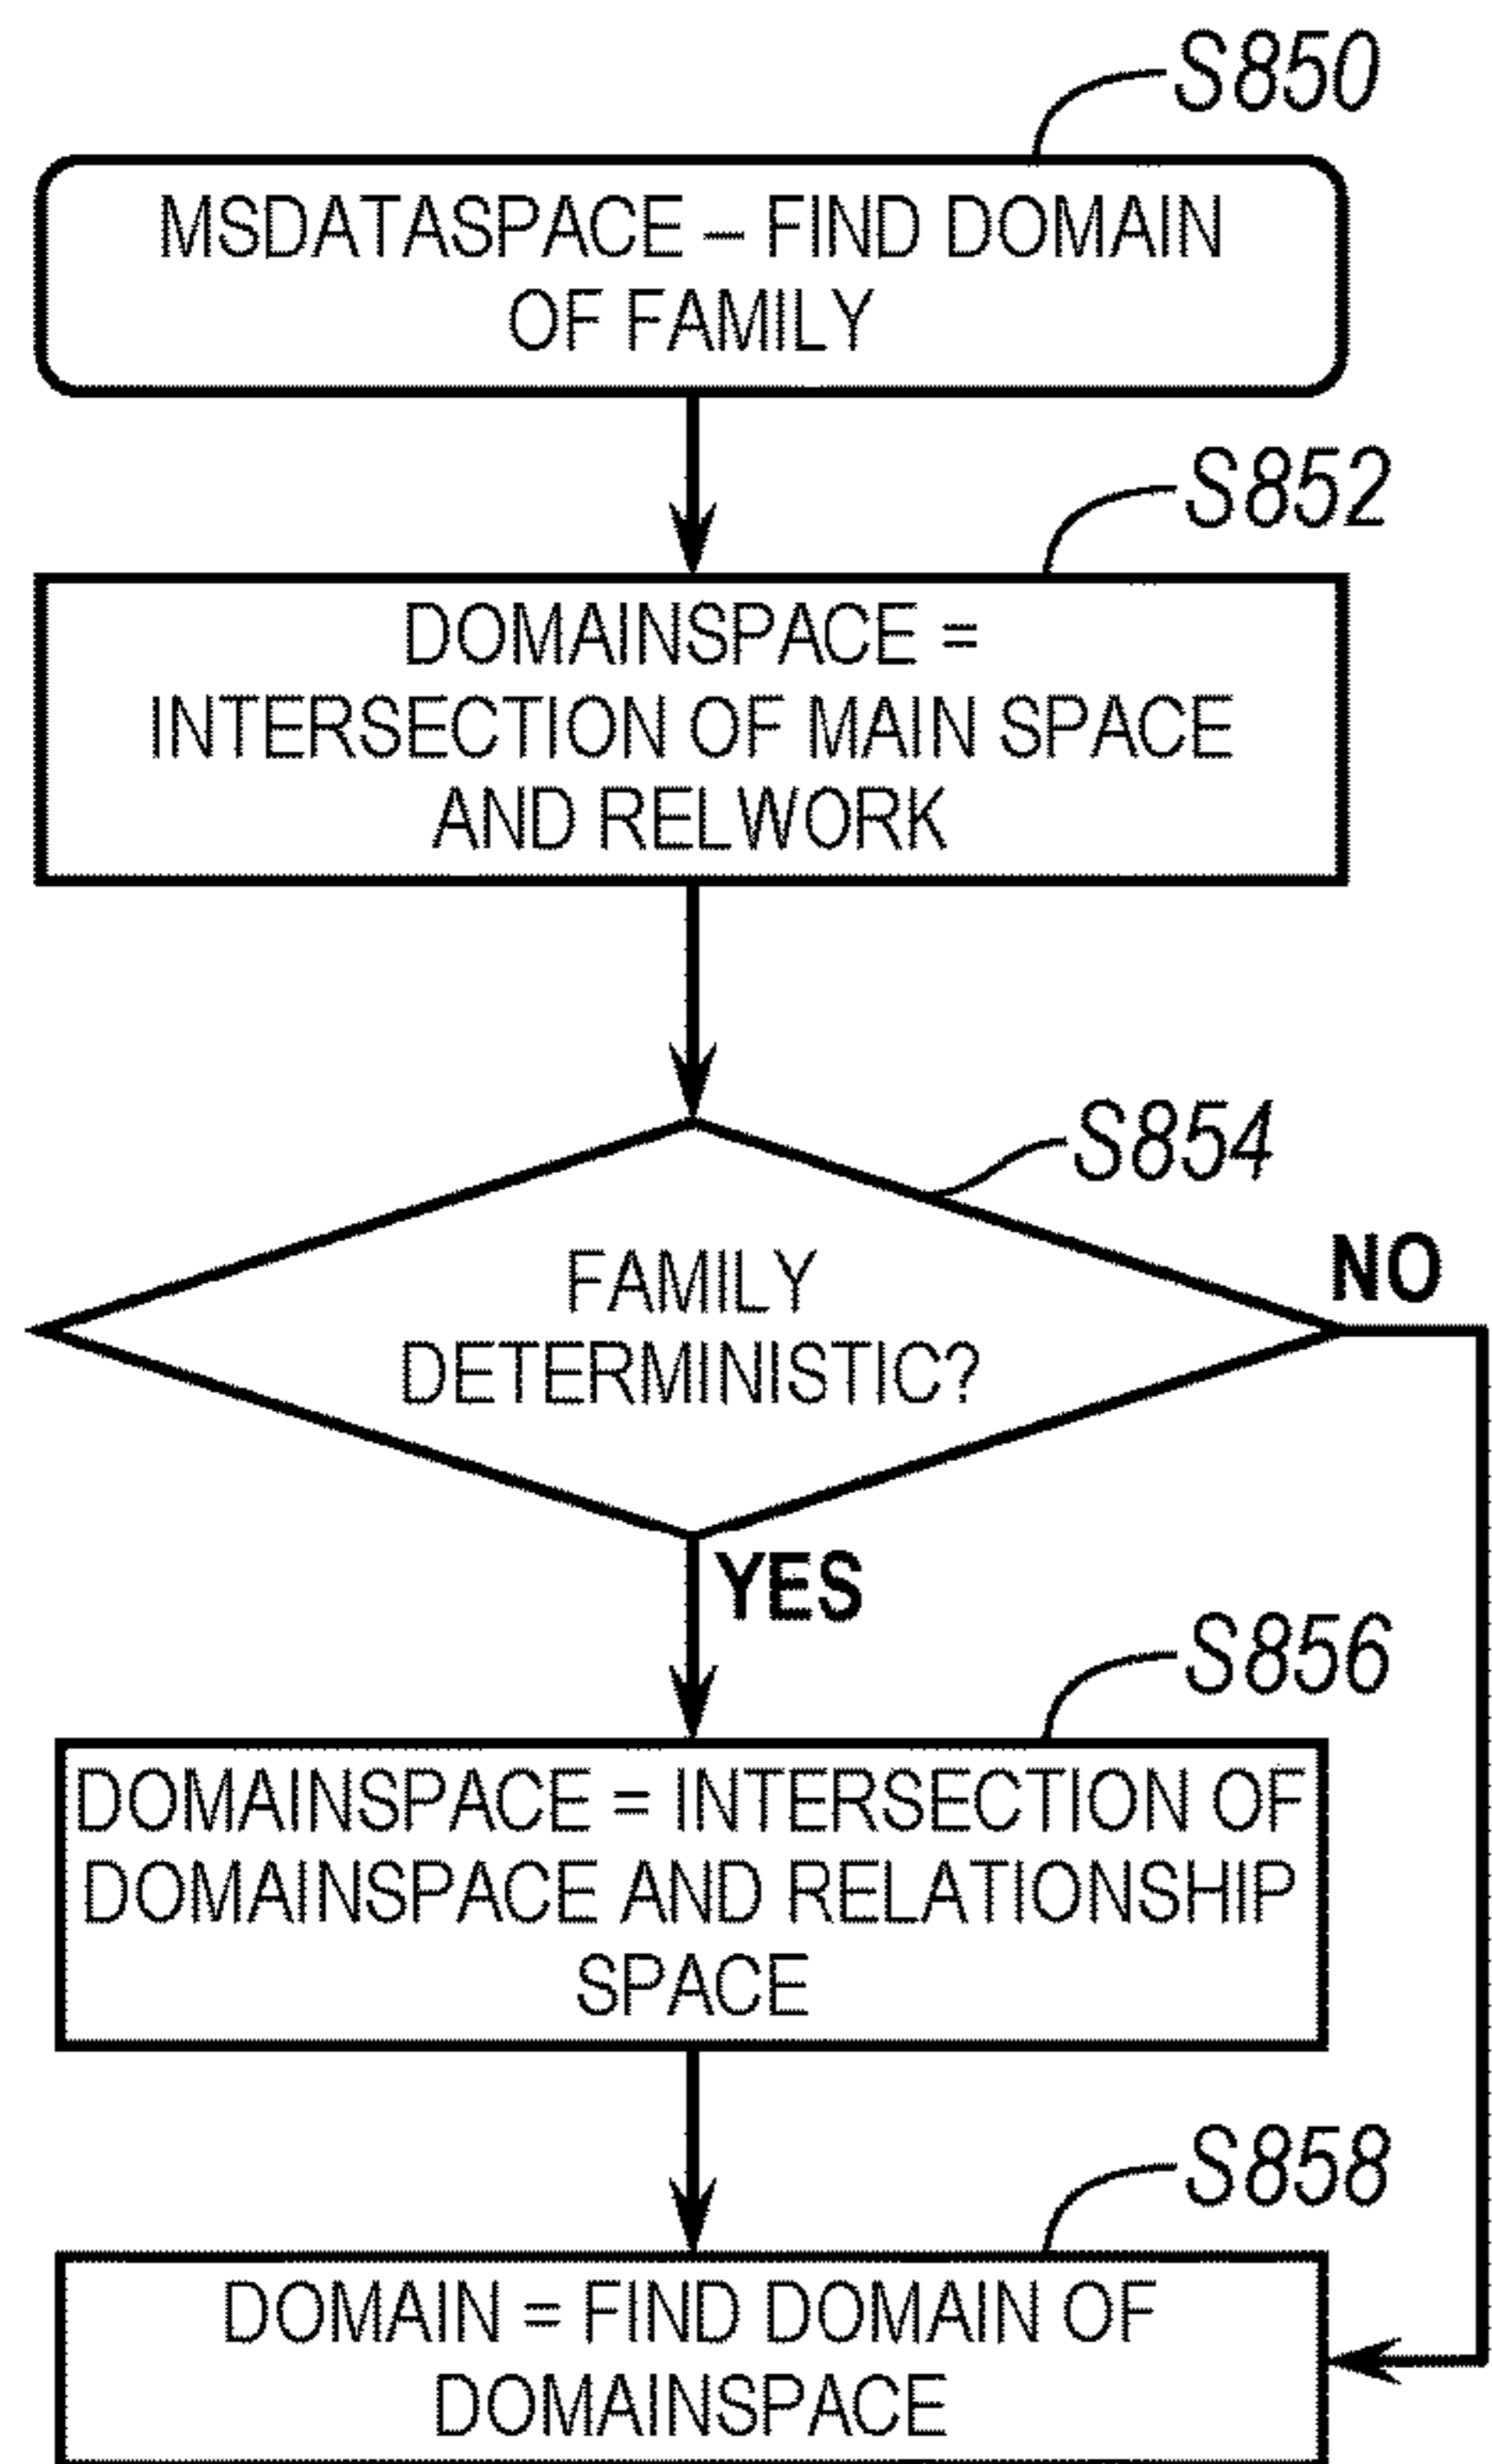 S850
MSDATASPACE – FIND DOMAIN
OF FAMILY
S852
DOMAINSPACE =
INTERSECTION OF MAIN SPACE
AND RELWORK
S854
FAMILY
DETERMINISTIC?
NO
YES
S856
DOMAINSPACE = INTERSECTION OF
DOMAINSPACE AND RELATIONSHIP
SPACE
S858
DOMAIN = FIND DOMAIN OF
DOMAINSPACE